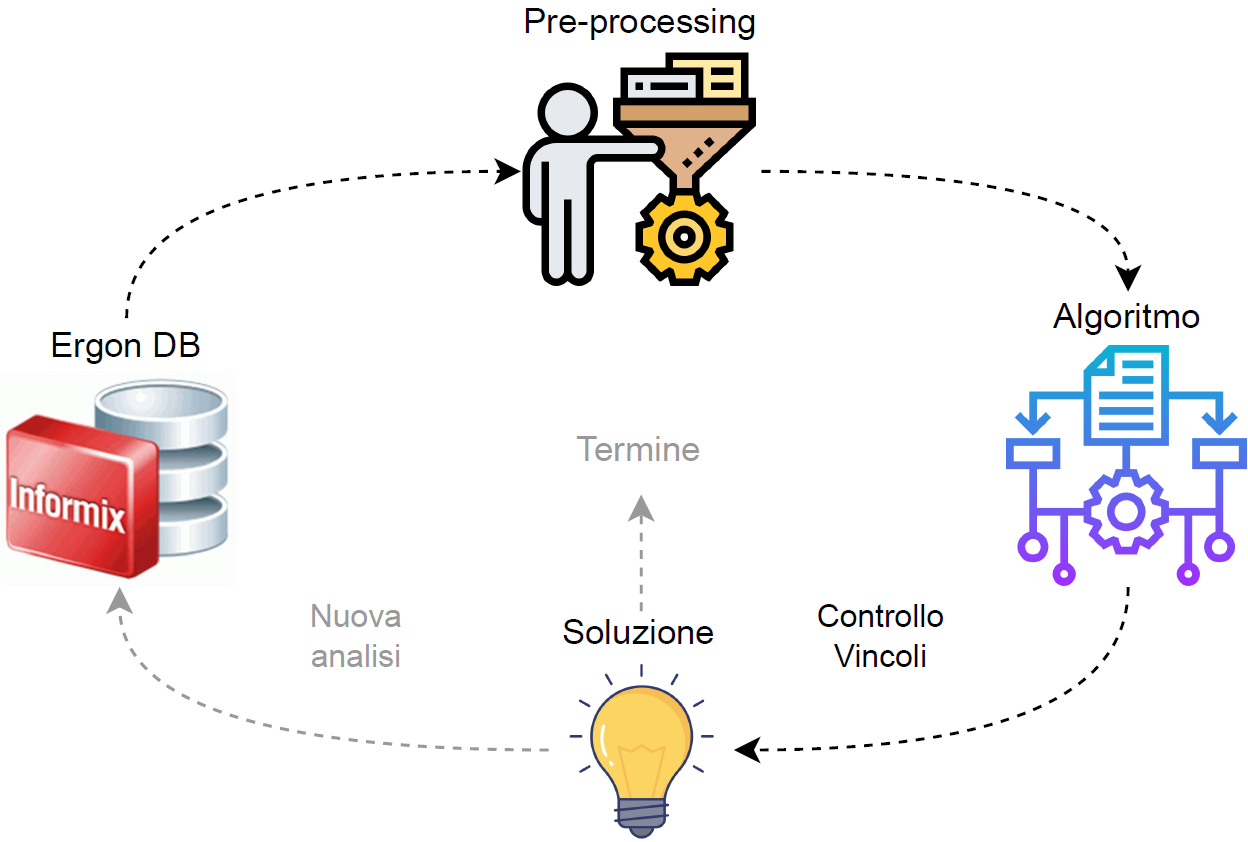 Pre-processing
Algoritmo
Ergon DB
Informix
Termine
Nuova
analisi
Soluzione
Controllo
Vincoli